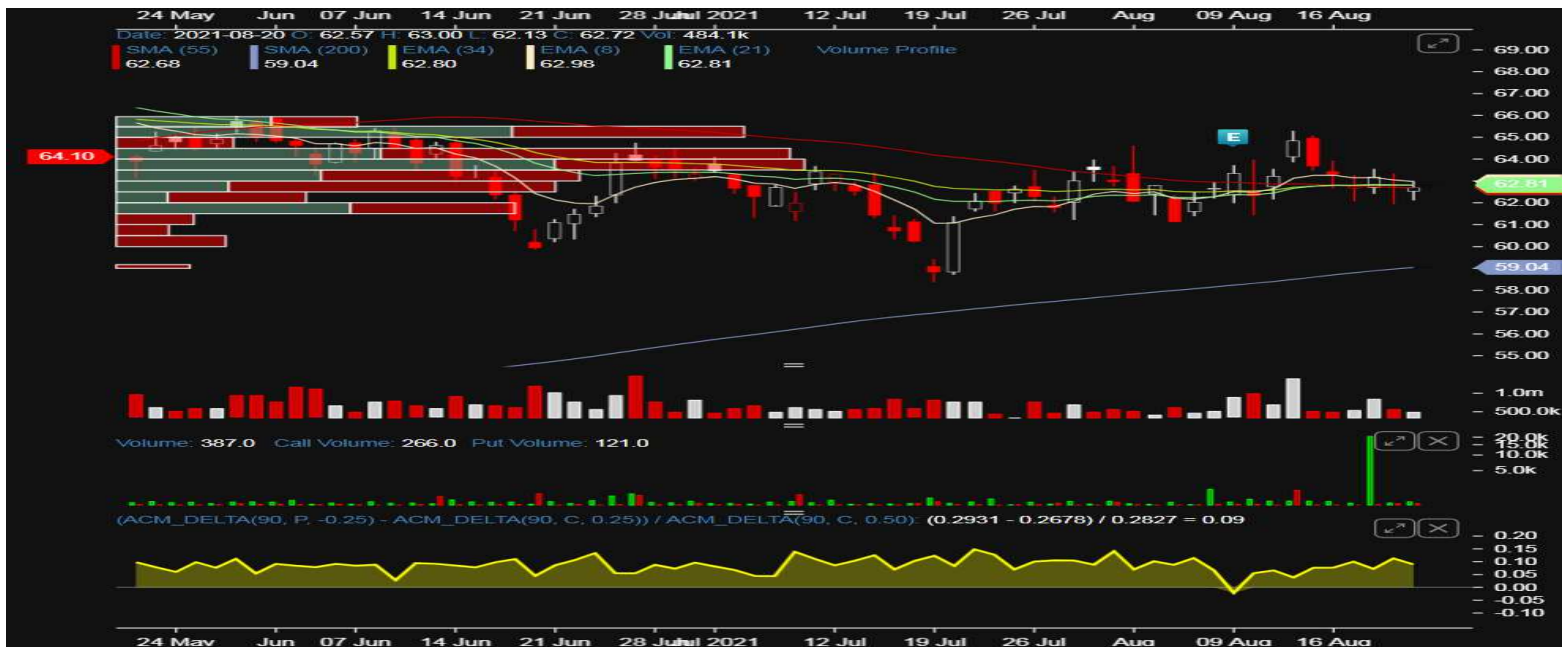 24 May Jun 07 Jun 14 Jun 21 Jun 28 Jun Jul 2021 12 Jul 19 Jul 26 Jul Aug 09 Aug 16 Aug
Date: 2021-08-20 O: 62.57 H: 63.00 L: 62.13 C: 62.72 Vol: 484.1k
SMA (55) SMA (200) EMA (34) EMA (8) EMA (21) Volume Profile
62.68 59.04 62.80 62.98 62.81
69.00
68.00
67.00
66.00
65.00
E
64.10
64.00
62.81
62.00
61.00
60.00
59.04
58.00
57.00
56.00
55.00
1.0m
500.0k
Volume: 387.0 Call Volume: 266.0 Put Volume: 121.0
20.0k
15.0k
10.0k
5.0k
(ACM_DELTA(90, P, -0.25) - ACM_DELTA(90, C, 0.25)) / ACM_DELTA(90, C, 0.50): (0.2931 - 0.2678) / 0.2827 = 0.09
0.20
0.15
0.10
0.05
0.00
-0.05
-0.10
24 May Jun 07 Jun 14 Jun 21 Jun 28 Jun Jul 2021 12 Jul 19 Jul 26 Jul Aug 09 Aug 16 Aug